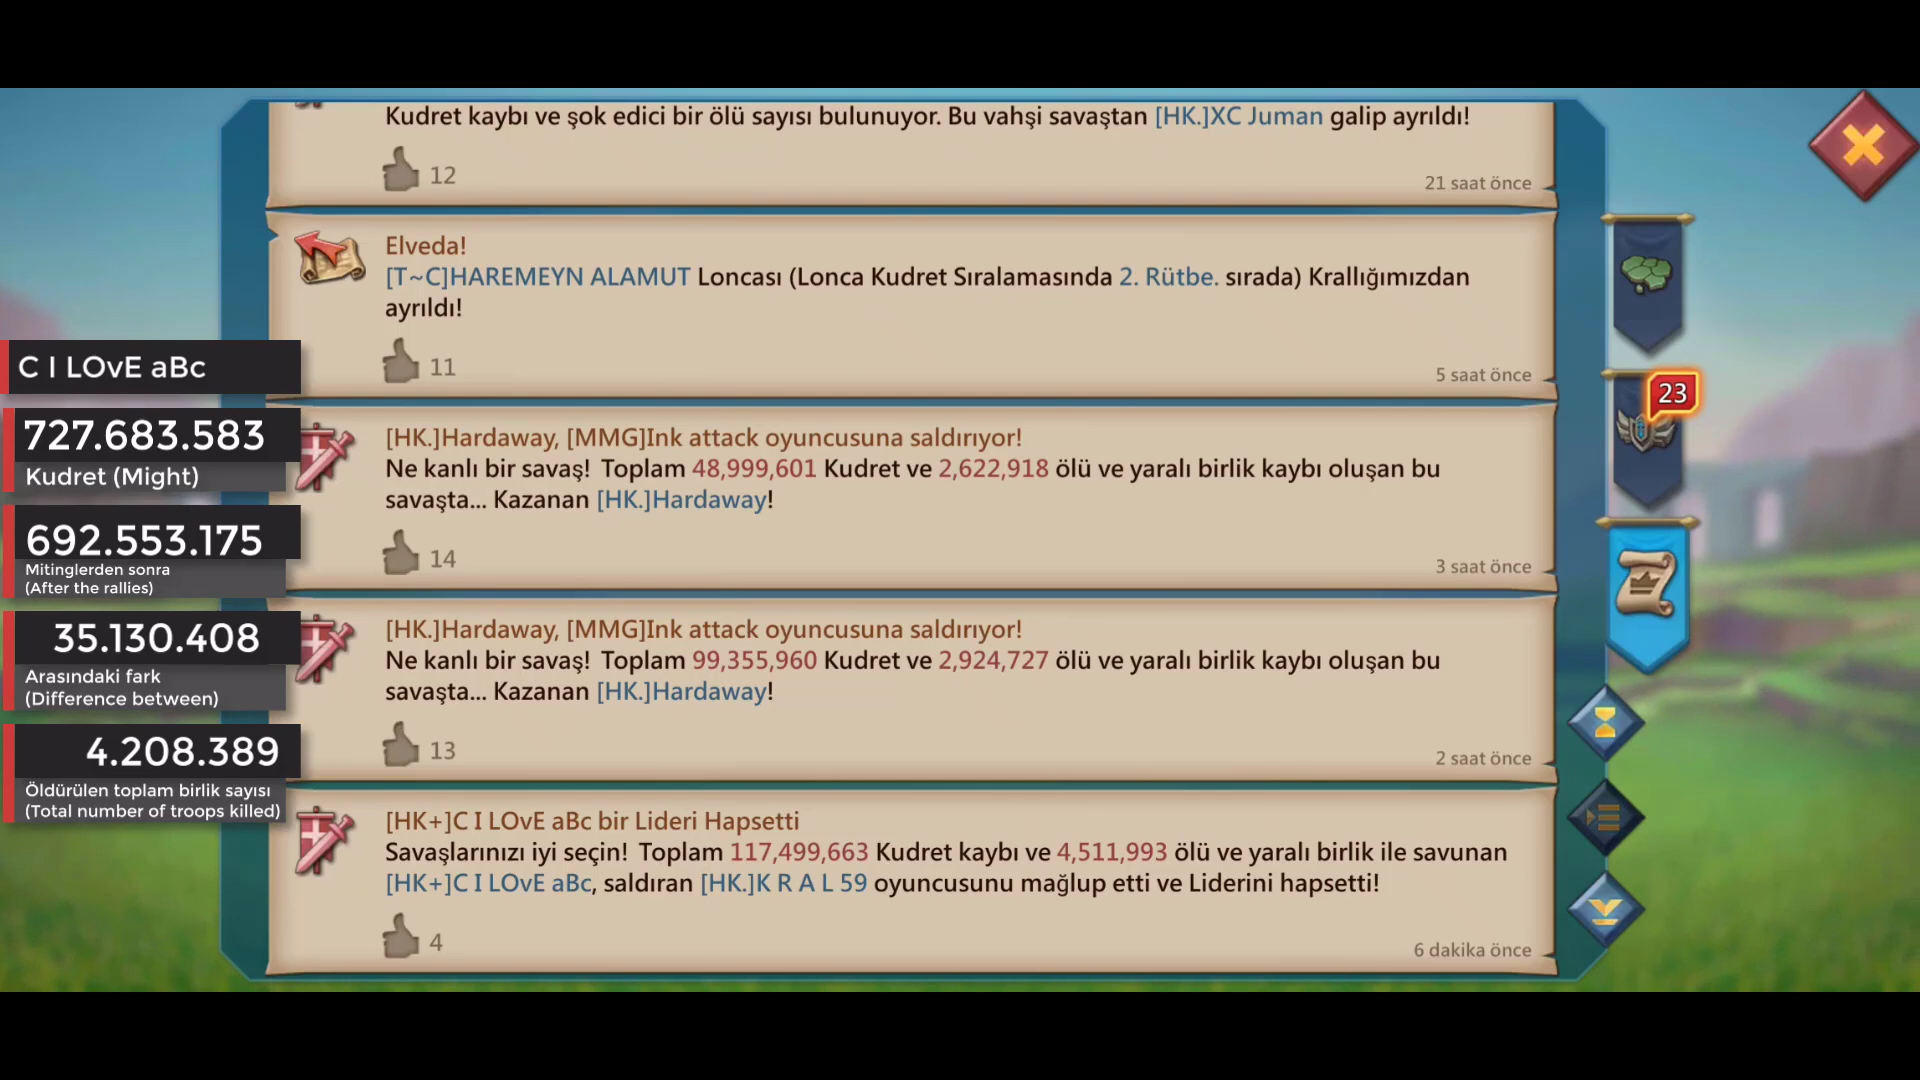 Kudret kaybı ve şok edici bir ölü sayısı bulunuyor. Bu vahşi savaştan [HK.]XC Juman galip ayrıldı!
12
21 saat önce
Elveda!
[T~C]HAREMEYN ALAMUT Loncası (Lonca Kudret Sıralamasında 2. Rütbe. sırada) Krallığımızdan
ayrıldı!
11
5 saat önce
[HK.]Hardaway, [MMG]Ink attack oyuncusuna saldırıyor!
Ne kanlı bir savaş! Toplam 48,999,601 Kudret ve 2,622,918 ölü ve yaralı birlik kaybı oluşan bu
savaşta... Kazanan [HK.]Hardaway!
14
3 saat önce
[HK.]Hardaway, [MMG]Ink attack oyuncusuna saldırıyor!
Ne kanlı bir savaş! Toplam 99,355,960 Kudret ve 2,924,727 ölü ve yaralı birlik kaybı oluşan bu
savaşta... Kazanan [HK.]Hardaway!
13
2 saat önce
[HK+]C I LOvE aBc bir Lideri Hapsetti
Savaşlarınızı iyi seçin! Toplam 117,499,663 Kudret kaybı ve 4,511,993 ölü ve yaralı birlik ile savunan
[HK+]C I LOvE aBc, saldıran [HK.]K R A L 59 oyuncusunu mağlup etti ve Liderini hapsetti!
4
6 dakika önce
C I LOvE aBc
727.683.583
Kudret (Might)
692.553.175
Mitinglerden sonra
(After the rallies)
35.130.408
Arasındaki fark
(Difference between)
4.208.389
Öldürülen toplam birlik sayısı
(Total number of troops killed)
23